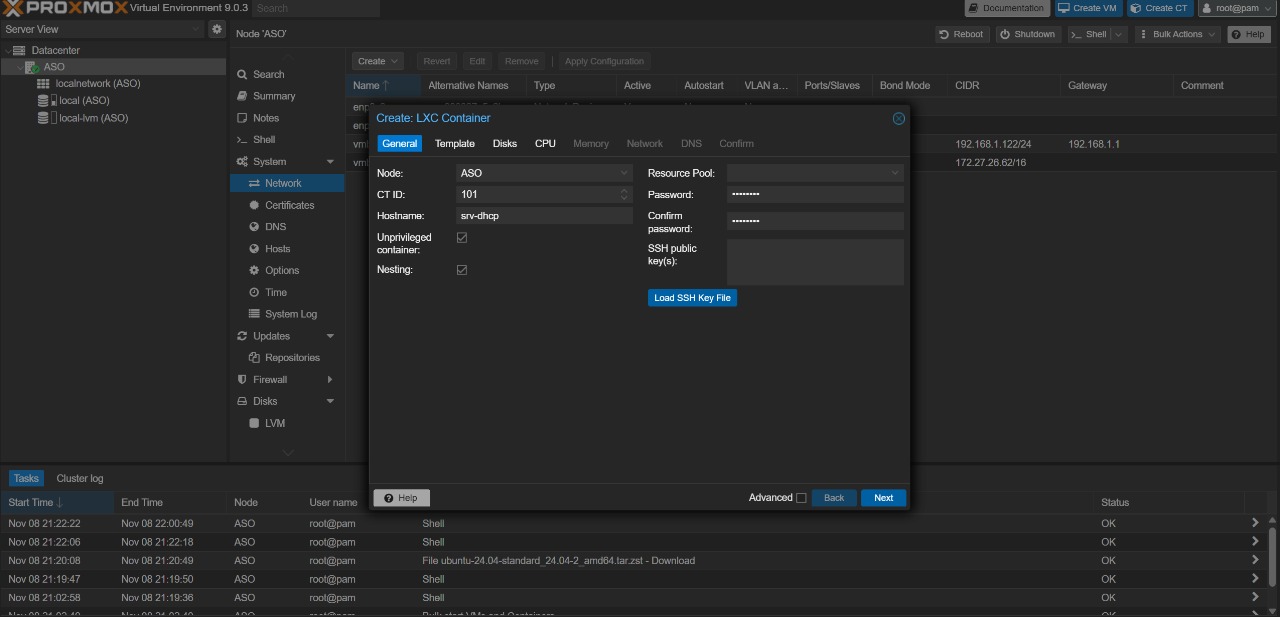 PROXMOX Virtual Environment 9.0.3 Search Documentation Create VM Create CT root@pam
Server View
Node 'ASO' Reboot Shutdown Shell Bulk Actions Help
Datacenter
ASO
localnetwork (ASO)
local (ASO)
local-lvm (ASO)
Search
Summary
Notes
Shell
System
Network
Certificates
DNS
Hosts
Options
Time
System Log
Updates
Repositories
Firewall
Disks
LVM
Create Revert Edit Remove Apply Configuration
Name Alternative Names Type Active Autostart VLAN a... Ports/Slaves Bond Mode CIDR Gateway Comment
192.168.1.122/24 192.168.1.1
172.27.26.62/16
Create: LXC Container
General Template Disks CPU Memory Network DNS Confirm
Node: ASO
CT ID: 101
Hostname: srv-dhcp
Unprivileged
container:
Nesting:
Resource Pool:
Password: ••••••••
Confirm
password: ••••••••
SSH public
key(s):
Load SSH Key File
Help Advanced Back Next
Tasks Cluster log
Start Time End Time Node User name Status
Nov 08 21:22:22 Nov 08 22:00:49 ASO root@pam Shell OK
Nov 08 21:22:06 Nov 08 21:22:18 ASO root@pam Shell OK
Nov 08 21:20:08 Nov 08 21:20:49 ASO root@pam File ubuntu-24.04-standard_24.04-2_amd64.tar.zst - Download OK
Nov 08 21:19:47 Nov 08 21:19:50 ASO root@pam Shell OK
Nov 08 21:02:58 Nov 08 21:19:36 ASO root@pam Shell OK